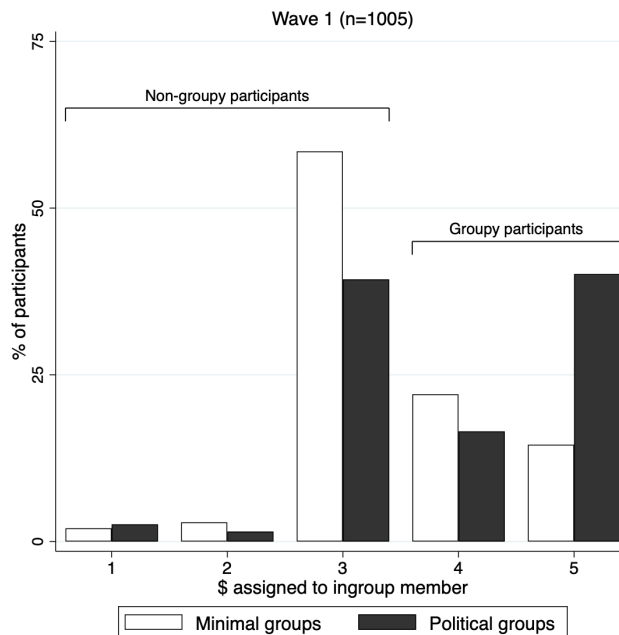 Wave 1 (n=1005)
75
Non-groupy participants
50
Groupy participants
% of participants
25
0
1 2 3 4 5
$ assigned to ingroup member
Minimal groups Political groups